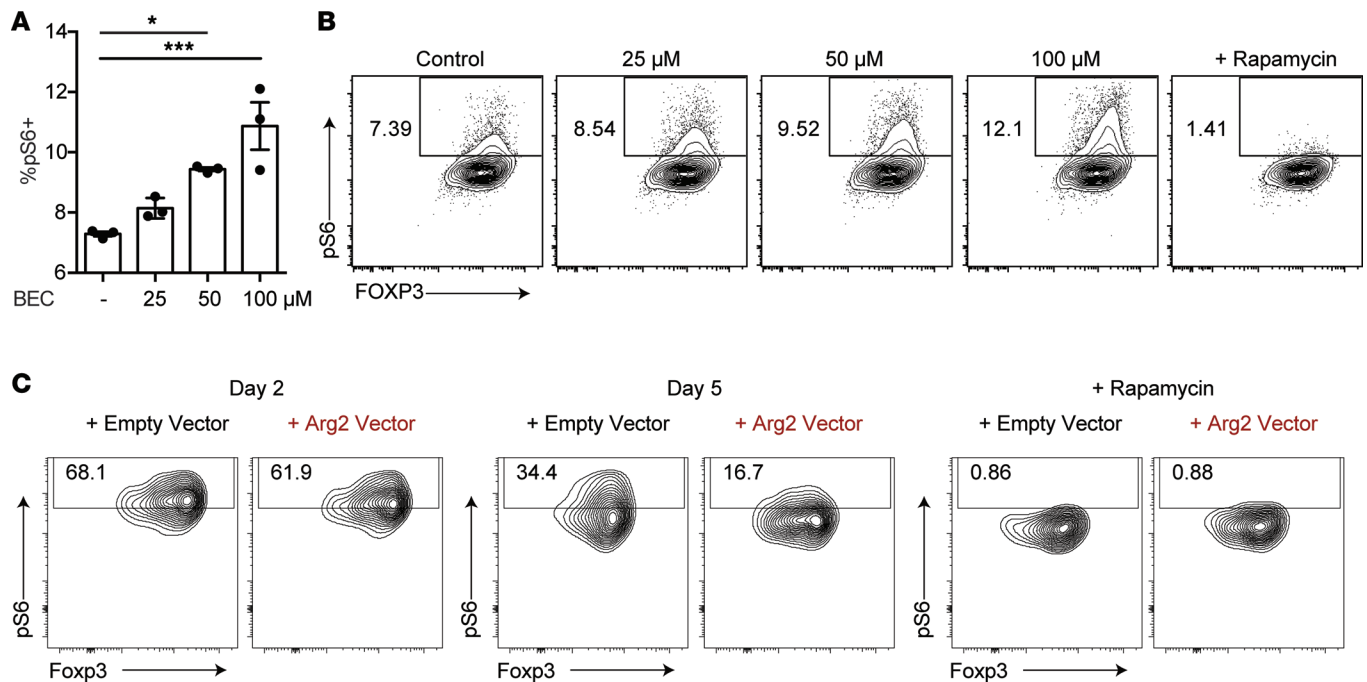 A
14
12
10
8
6
%pS6+
*
***
BEC - 25 50 100 µM
B
Control 25 µM 50 µM 100 µM + Rapamycin
7.39 8.54 9.52 12.1 1.41
pS6
FOXP3
C
Day 2 Day 5 + Rapamycin
+ Empty Vector + Arg2 Vector + Empty Vector + Arg2 Vector + Empty Vector + Arg2 Vector
68.1 61.9 34.4 16.7 0.86 0.88
pS6 pS6 pS6
Foxp3 Foxp3 Foxp3